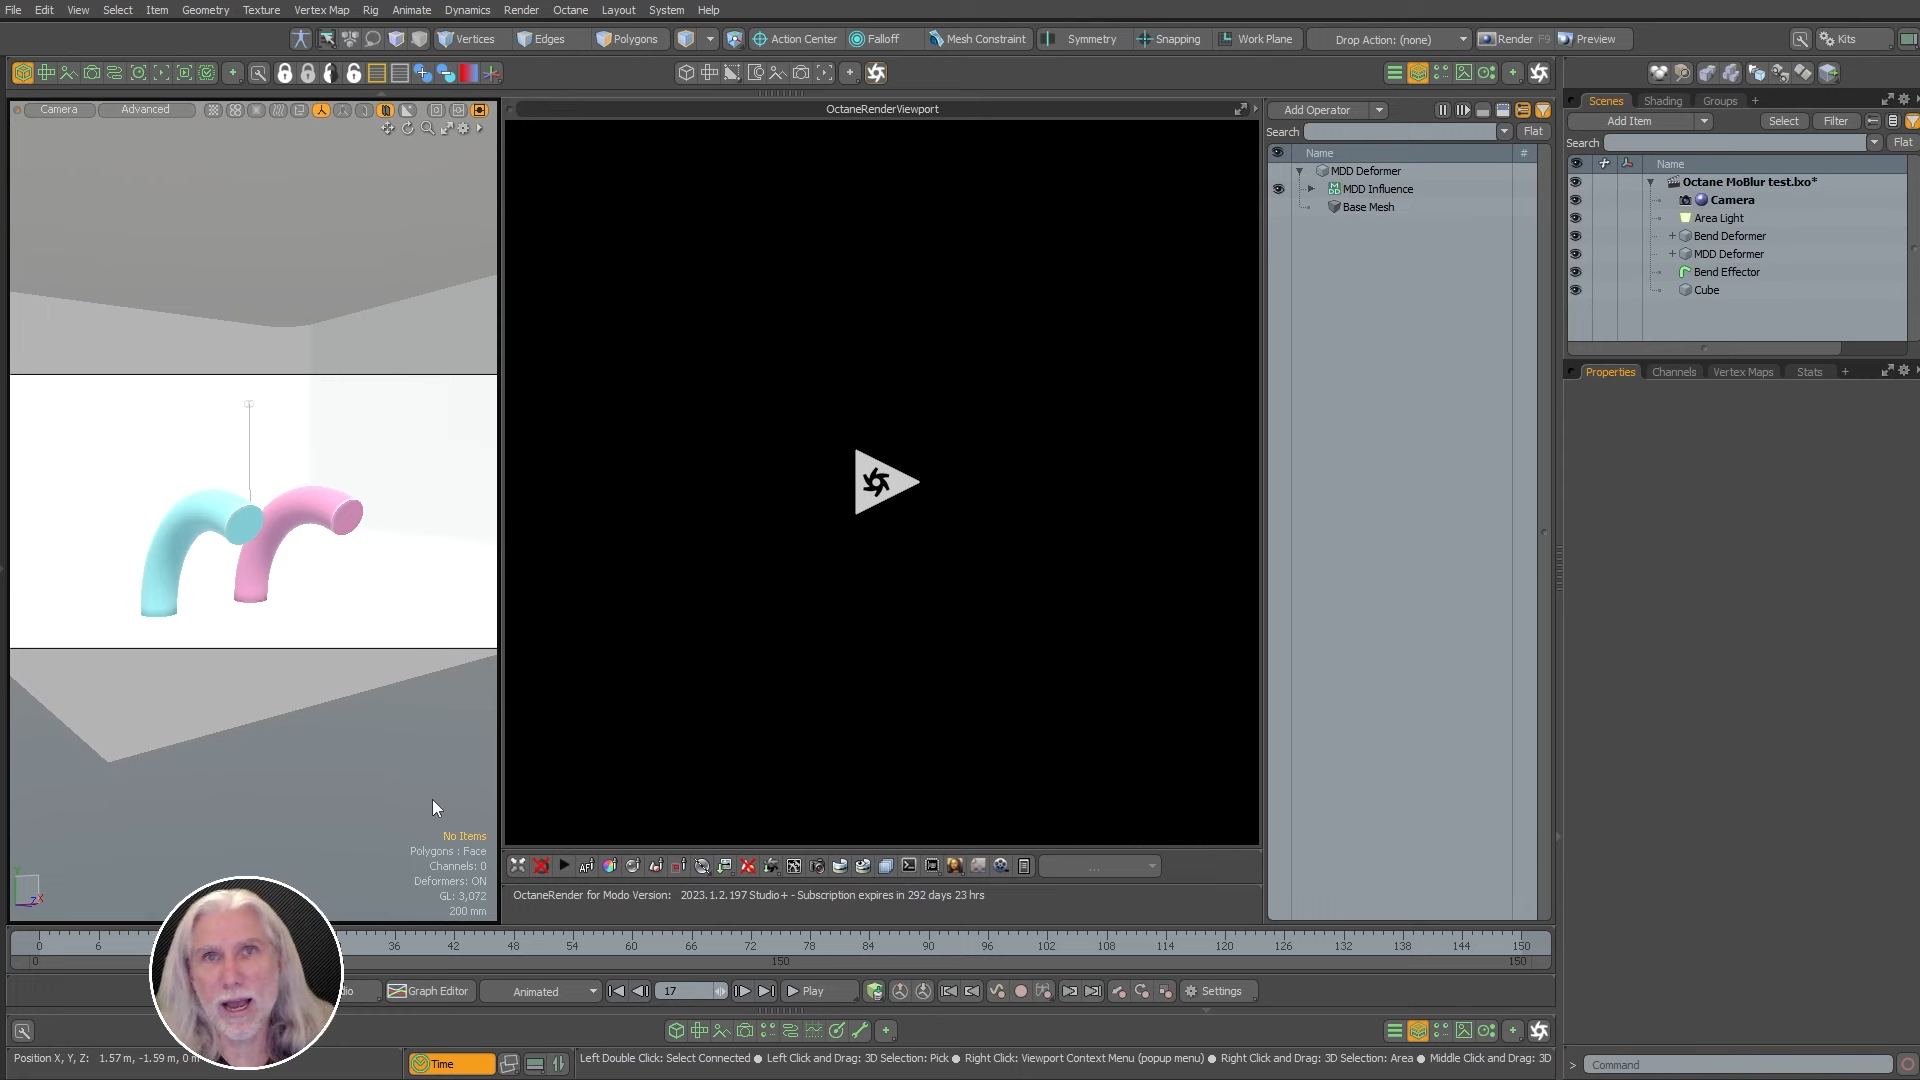 File Edit View Select Item Geometry Texture Vertex Map Rig Animate Dynamics Render Octane Layout System Help
Vertices Edges Polygons Action Center Falloff Mesh Constraint Symmetry Snapping Work Plane Drop Action: (none) Render F9 Preview Kits
Camera Advanced
OctaneRenderViewport
Add Operator
Search Flat
Name #
MDD Deformer
MDD Influence
Base Mesh
Scenes Shading Groups +
Add Item Select Filter
Search Flat
Name
Octane MoBlur test.lxo*
Camera
Area Light
Bend Deformer
MDD Deformer
Bend Effector
Cube
Properties Channels Vertex Maps Stats +
No Items
Polygons : Face
Channels: 0
Deformers: ON
GL: 3,072
200 mm
OctaneRender for Modo Version: 2023.1.2.197 Studio+ - Subscription expires in 292 days 23 hrs
0 6 36 42 48 54 60 66 72 78 84 90 96 102 108 114 120 126 132 138 144 150
0 150 150
Graph Editor Animated 17 Play Settings
Position X, Y, Z: 1.57 m, -1.59 m, 0 m
Time
Left Double Click: Select Connected ● Left Click and Drag: 3D Selection: Pick ● Right Click: Viewport Context Menu (popup menu) ● Right Click and Drag: 3D Selection: Area ● Middle Click and Drag: 3D
> Command